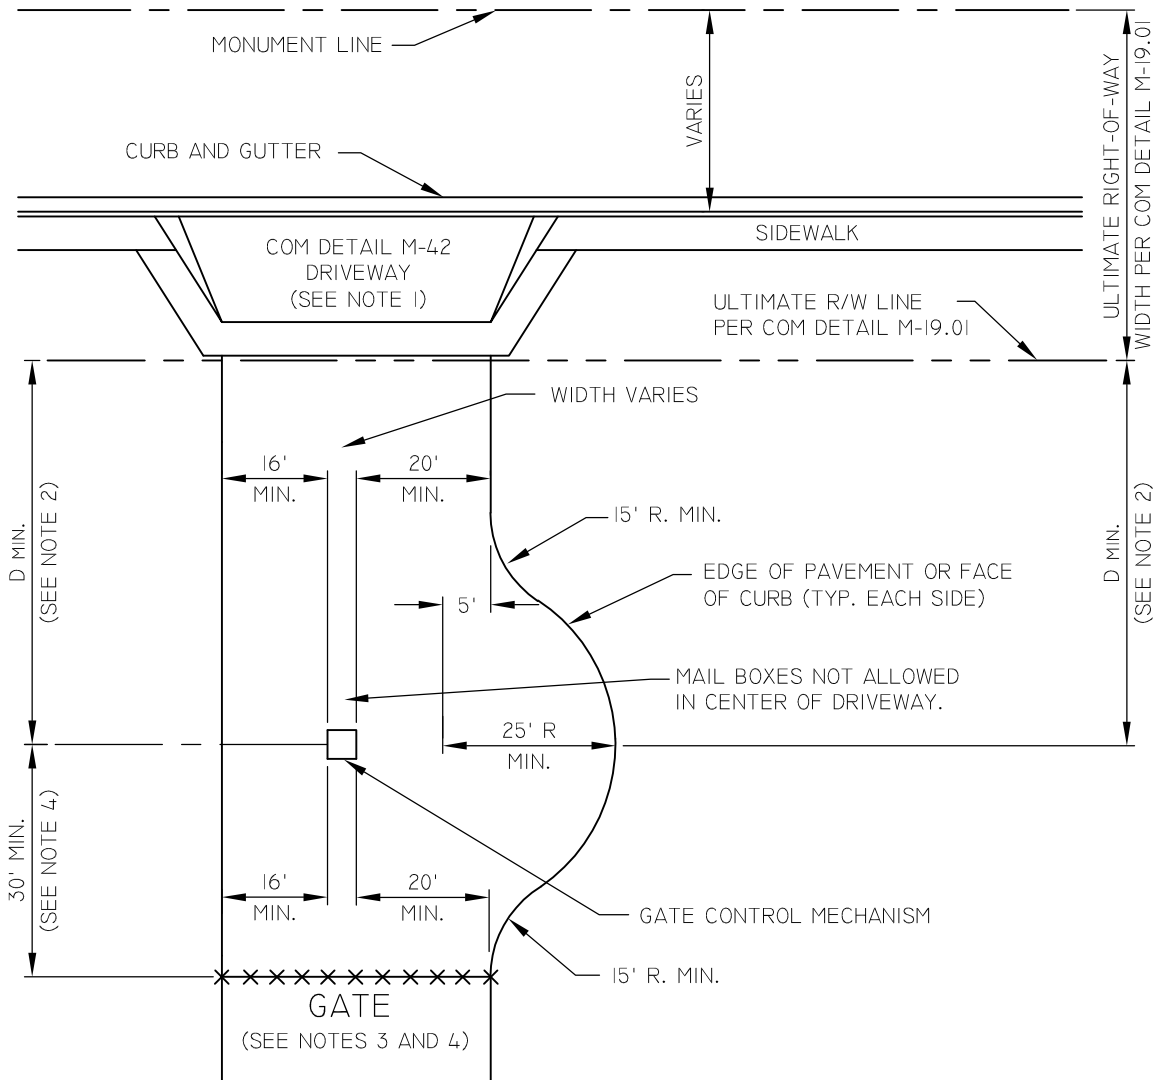 MONUMENT LINE
VARIES
ULTIMATE RIGHT-OF-WAY
WIDTH PER COM DETAIL M-19.01
CURB AND GUTTER
SIDEWALK
COM DETAIL M-42
DRIVEWAY
(SEE NOTE 1)
ULTIMATE R/W LINE
PER COM DETAIL M-19.01
WIDTH VARIES
16'
MIN.
20'
MIN.
D MIN.
(SEE NOTE 2)
D MIN.
(SEE NOTE 2)
15' R. MIN.
EDGE OF PAVEMENT OR FACE
OF CURB (TYP. EACH SIDE)
5'
MAIL BOXES NOT ALLOWED
IN CENTER OF DRIVEWAY.
25' R
MIN.
30' MIN.
(SEE NOTE 4)
16'
MIN.
20'
MIN.
GATE CONTROL MECHANISM
15' R. MIN.
GATE
(SEE NOTES 3 AND 4)